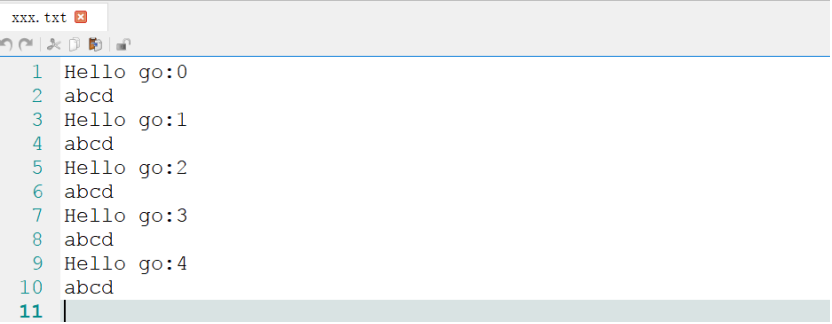 xxx.txt
1 Hello go:0
2 abcd
3 Hello go:1
4 abcd
5 Hello go:2
6 abcd
7 Hello go:3
8 abcd
9 Hello go:4
10 abcd
11